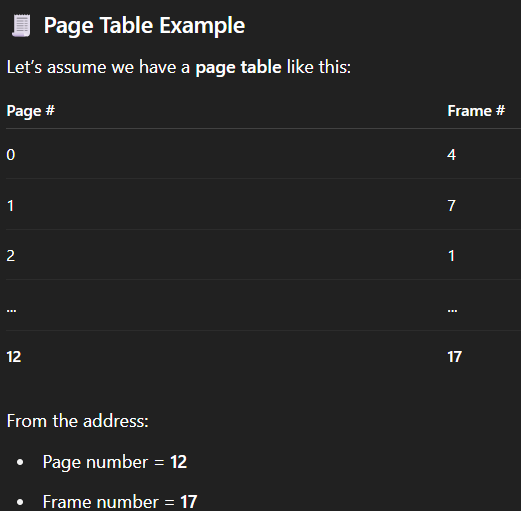 Page Table Example
Let's assume we have a page table like this:
Page # Frame #
0 4
1 7
2 1
... ...
12 17
From the address:
• Page number = 12
• Frame number = 17